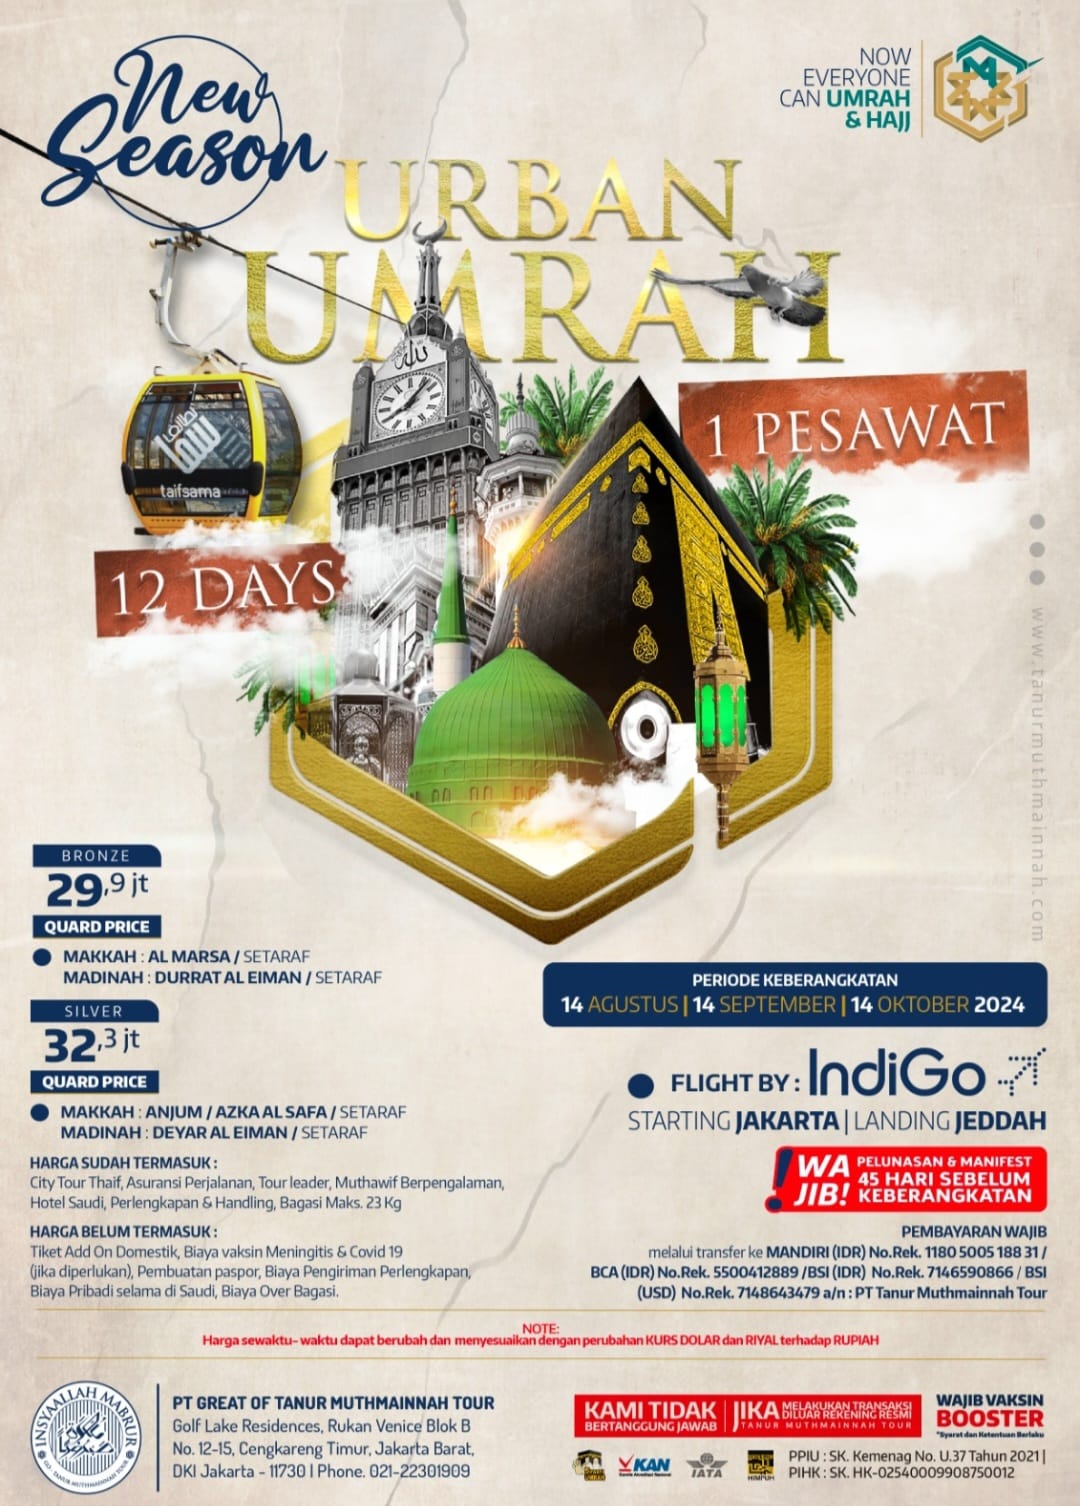 New
Season
NOW
EVERYONE
CAN UMRAH
& HAJJ
URBAN
UMRAH
1 PESAWAT
taifsama
12 DAYS
www.tanurmuthmainnah.com
BRONZE
29,9 jt
QUARD PRICE
MAKKAH : AL MARSA / SETARAF
MADINAH : DURRAT AL EIMAN / SETARAF
SILVER
32,3 jt
QUARD PRICE
MAKKAH : ANJUM / AZKA AL SAFA / SETARAF
MADINAH : DEYAR AL EIMAN / SETARAF
HARGA SUDAH TERMASUK :
City Tour Thaif, Asuransi Perjalanan, Tour leader, Muthawif Berpengalaman,
Hotel Saudi, Perlengkapan & Handling, Bagasi Maks. 23 Kg
HARGA BELUM TERMASUK :
Tiket Add On Domestik, Biaya vaksin Meningitis & Covid 19
(jika diperlukan), Pembuatan paspor, Biaya Pengiriman Perlengkapan,
Biaya Pribadi selama di Saudi, Biaya Over Bagasi.
PERIODE KEBERANGKATAN
14 AGUSTUS | 14 SEPTEMBER | 14 OKTOBER 2024
FLIGHT BY : IndiGo
STARTING JAKARTA | LANDING JEDDAH
WA
JIB!
PELUNASAN & MANIFEST
45 HARI SEBELUM
KEBERANGKATAN
PEMBAYARAN WAJIB
melalui transfer ke MANDIRI (IDR) No.Rek. 1180 5005 188 31 /
BCA (IDR) No.Rek. 5500412889 /BSI (IDR) No.Rek. 7146590866 / BSI
(USD) No.Rek. 7148643479 a/n : PT Tanur Muthmainnah Tour
NOTE:
Harga sewaktu- waktu dapat berubah dan menyesuaikan dengan perubahan KURS DOLAR dan RIYAL terhadap RUPIAH
INSYAALLAH MABRUR
GO - TANUR MUTHMAINNAH TOUR
PT GREAT OF TANUR MUTHMAINNAH TOUR
Golf Lake Residences, Rukan Venice Blok B
No. 12-15, Cengkareng Timur, Jakarta Barat,
DKI Jakarta - 11730 | Phone. 021-22301909
KAMI TIDAK
BERTANGGUNG JAWAB
JIKA MELAKUKAN TRANSAKSI
DILUAR REKENING RESMI
TANUR MUTHMAINNAH TOUR
WAJIB VAKSIN
BOOSTER
*Syarat dan Ketentuan Berlaku
UMRAH
KAN
Komite Akreditasi Nasional
IATA
HIMPUH
PPIU : SK. Kemenag No. U.37 Tahun 2021 |
PIHK : SK. HK-02540009908750012